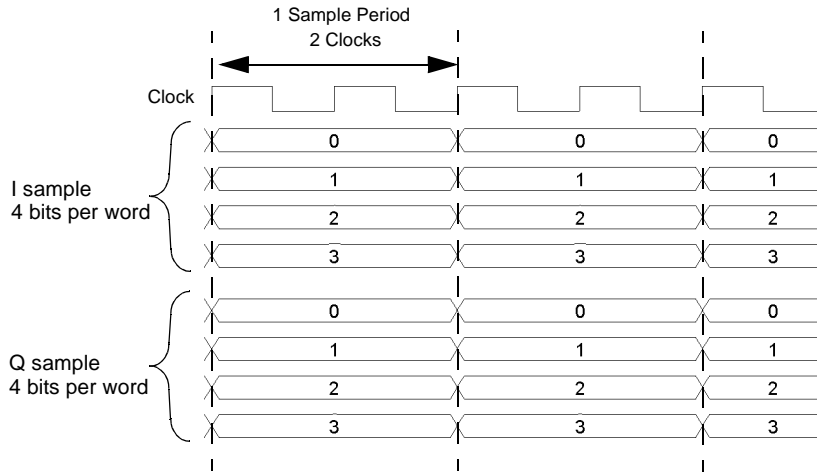 1 Sample Period
2 Clocks
Clock
0 0 0
I sample
4 bits per word
1 1 1
2 2 2
3 3 3
0 0 0
Q sample
4 bits per word
1 1 1
2 2 2
3 3 3